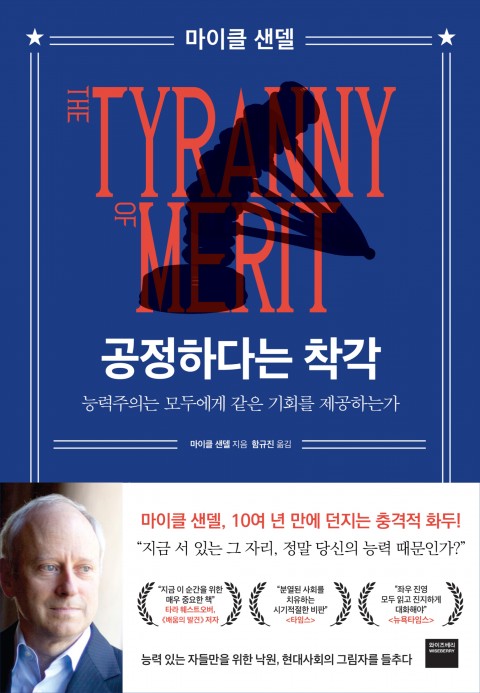 마이클 샌델
THE
TYRANNY
OF
MERIT
공정하다는 착각
능력주의는 모두에게 같은 기회를 제공하는가
마이클 샌델 지음 함규진 옮김
마이클 샌델, 10여 년 만에 던지는 충격적 화두!
“지금 서 있는 그 자리, 정말 당신의 능력 때문인가?”
“지금 이 순간을 위한
매우 중요한 책”
타라 웨스트오버,
《배움의 발견》 저자
“분열된 사회를
치유하는
시기적절한 비판”
<타임스>
“좌우 진영
모두 읽고 진지하게
대화해야”
<뉴욕타임스>
능력 있는 자들만을 위한 낙원, 현대사회의 그림자를 들추다
와이즈베리
WISEBERRY